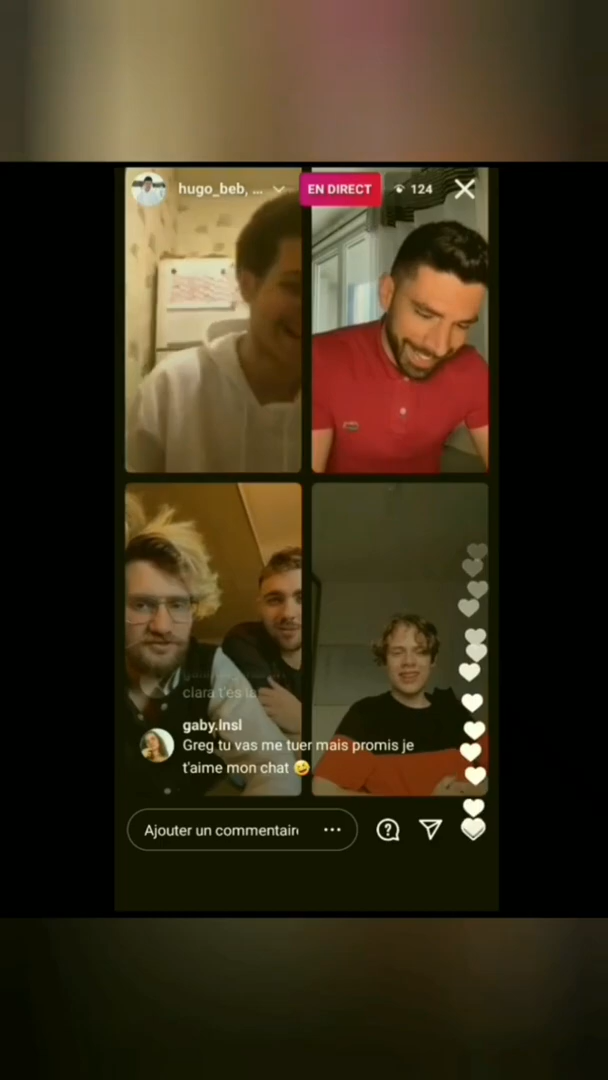 hugo_beb, ...
EN DIRECT
124
clara t'es là
gaby.lnsl
Greg tu vas me tuer mais promis je
t'aime mon chat 🤪
Ajouter un commentair